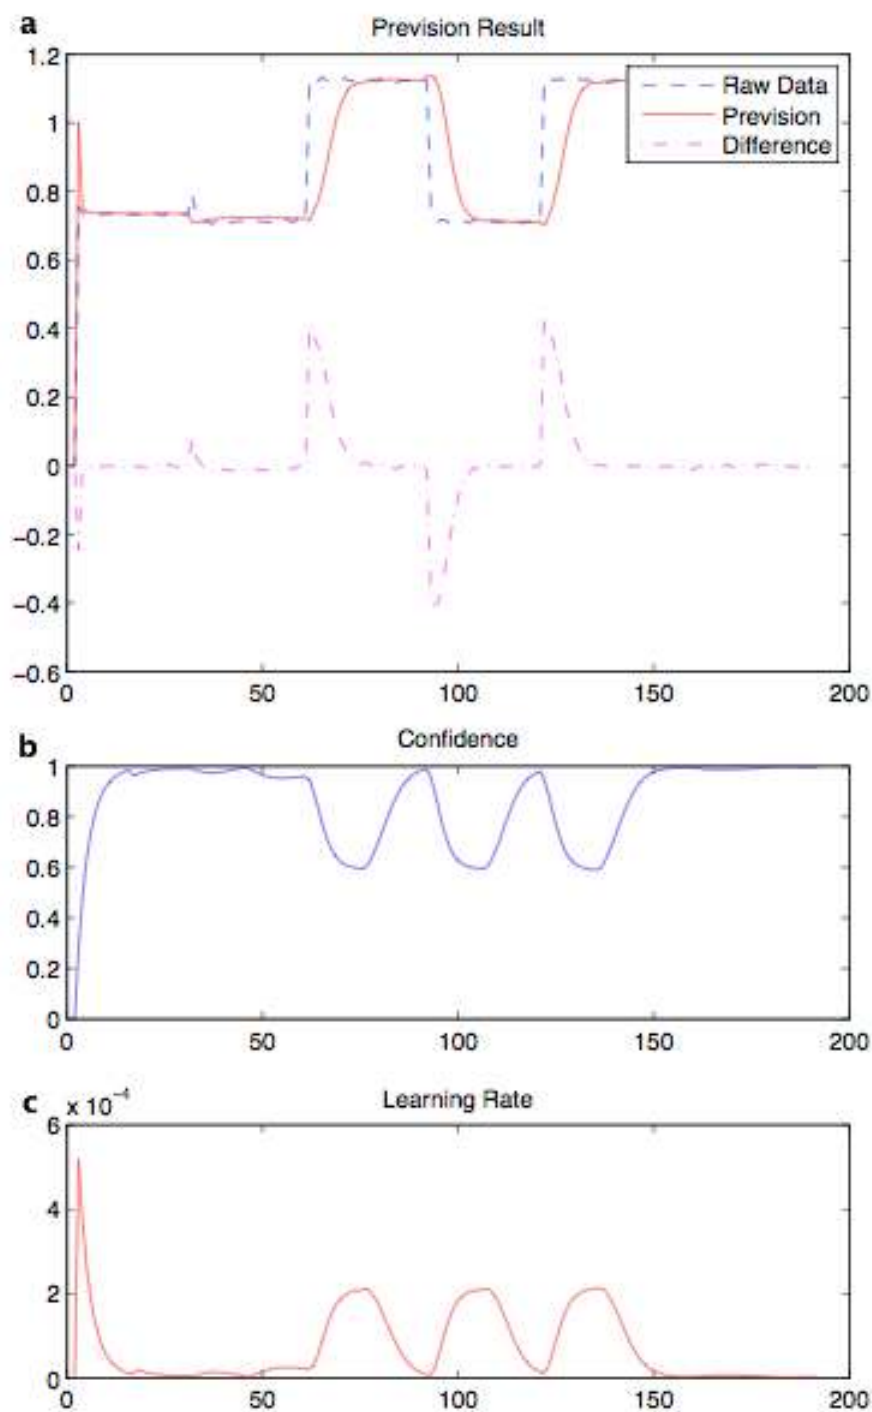 a
Prevision Result
1.2
1
0.8
0.6
0.4
0.2
0
−0.2
−0.4
−0.6
Raw Data
Prevision
Difference
0 50 100 150 200
b
Confidence
1
0.8
0.6
0.4
0.2
0
0 50 100 150 200
c
x 10⁻⁴
Learning Rate
6
4
2
0
0 50 100 150 200